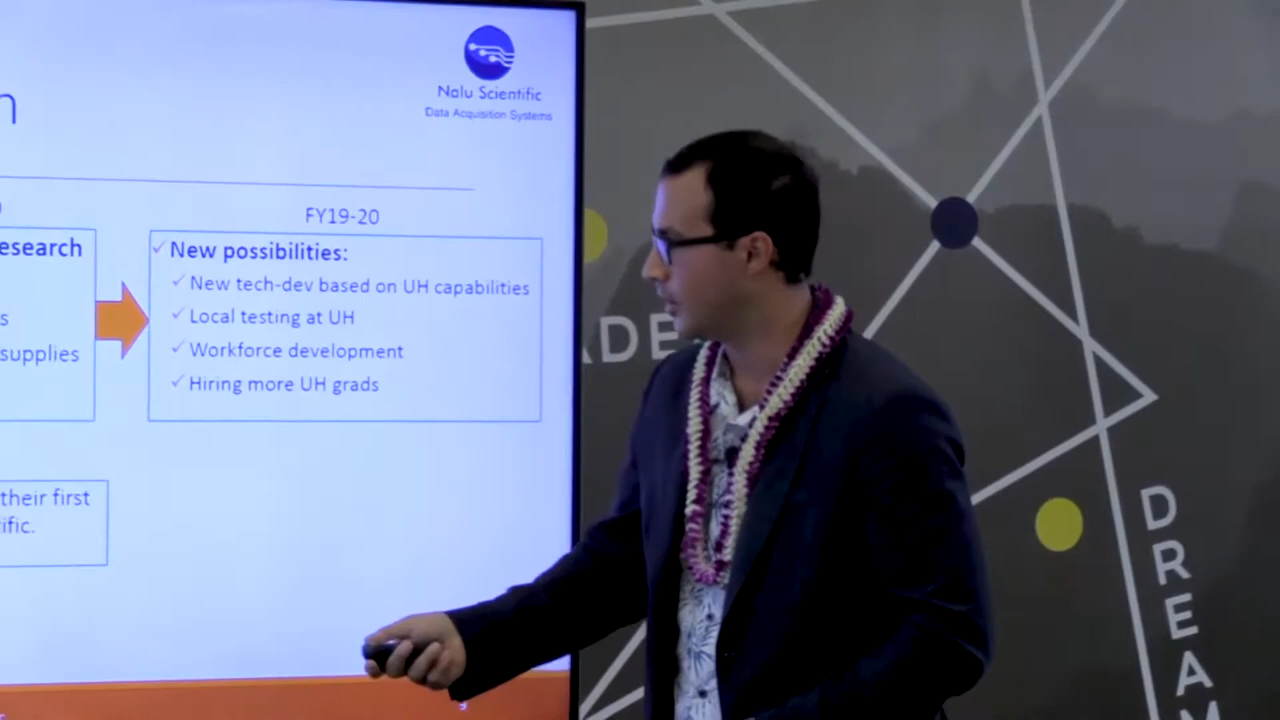 Nalu Scientific
Data Acquisition Systems
n
FY19-20
esearch
s
supplies
✓ New possibilities:
✓ New tech-dev based on UH capabilities
✓ Local testing at UH
✓ Workforce development
✓ Hiring more UH grads
their first
ific.
ADE
DREAM